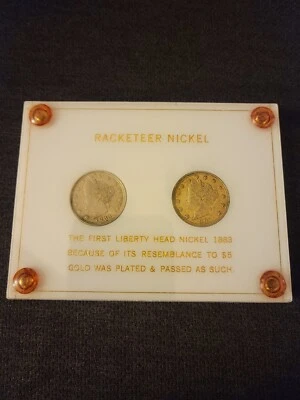 RACKETEER NICKEL
THE FIRST LIBERTY HEAD NICKEL 1883
BECAUSE OF ITS RESEMBLANCE TO $5
GOLD WAS PLATED & PASSED AS SUCH